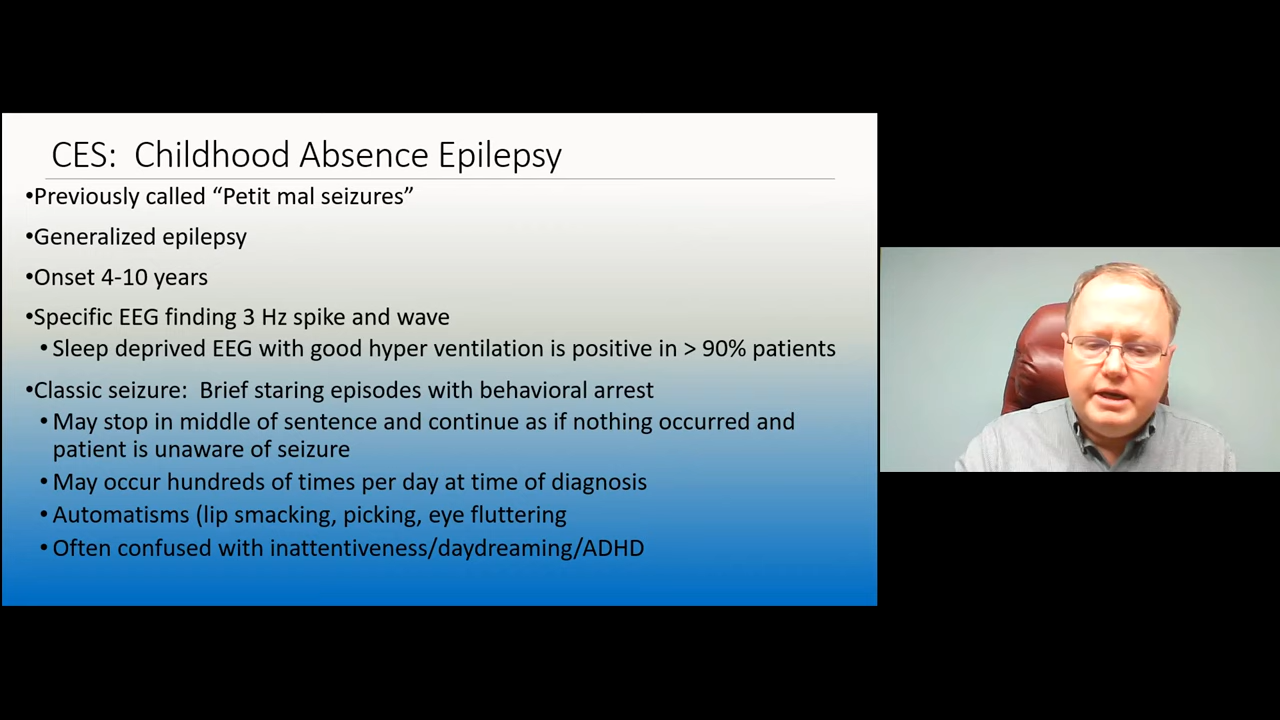 CES: Childhood Absence Epilepsy
•Previously called “Petit mal seizures”
•Generalized epilepsy
•Onset 4-10 years
•Specific EEG finding 3 Hz spike and wave
•Sleep deprived EEG with good hyper ventilation is positive in > 90% patients
•Classic seizure: Brief staring episodes with behavioral arrest
•May stop in middle of sentence and continue as if nothing occurred and
patient is unaware of seizure
•May occur hundreds of times per day at time of diagnosis
•Automatisms (lip smacking, picking, eye fluttering
•Often confused with inattentiveness/daydreaming/ADHD